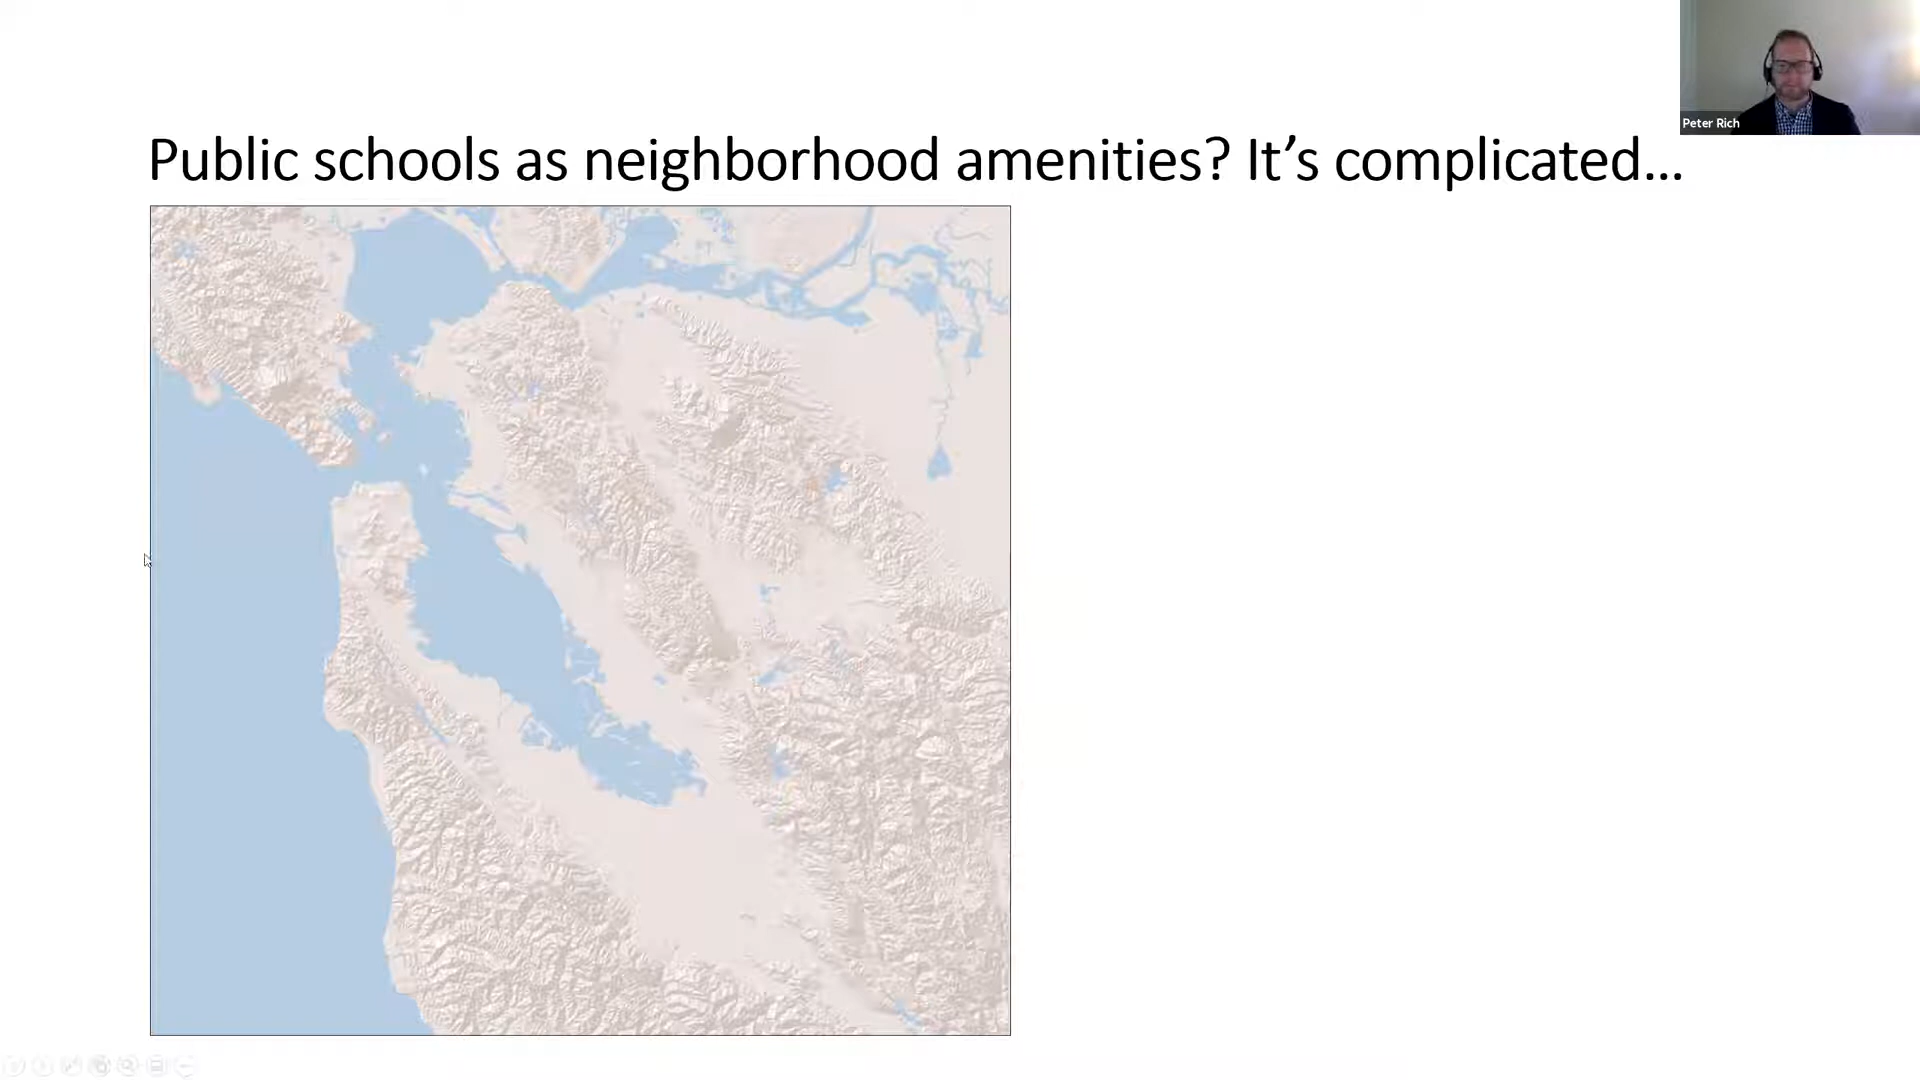 Peter Rich
Public schools as neighborhood amenities? It’s complicated...